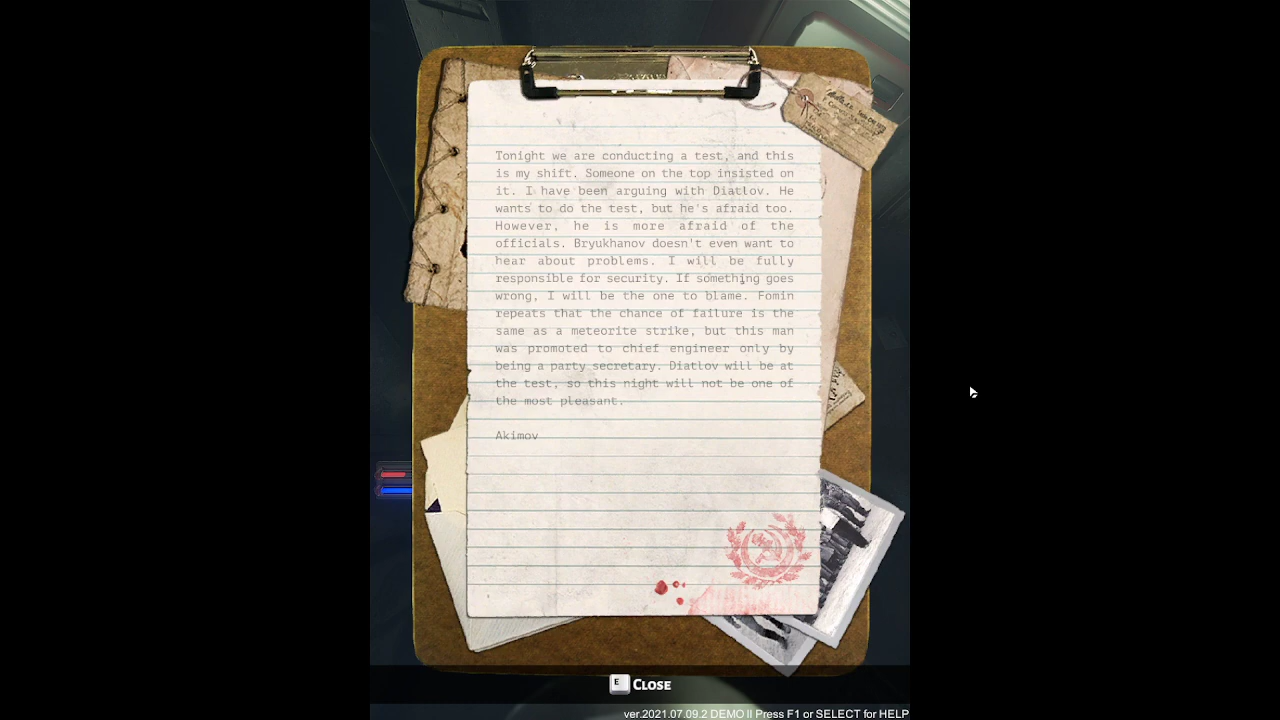 Tonight we are conducting a test, and this
is my shift. Someone on the top insisted on
it. I have been arguing with Diatlov. He
wants to do the test, but he's afraid too.
However, he is more afraid of the
officials. Bryukhanov doesn't even want to
hear about problems. I will be fully
responsible for security. If something goes
wrong, I will be the one to blame. Fomin
repeats that the chance of failure is the
same as a meteorite strike, but this man
was promoted to chief engineer only by
being a party secretary. Diatlov will be at
the test, so this night will not be one of
the most pleasant.
Akimov
E CLOSE
ver.2021.07.09.2 DEMO II Press F1 or SELECT for HELP